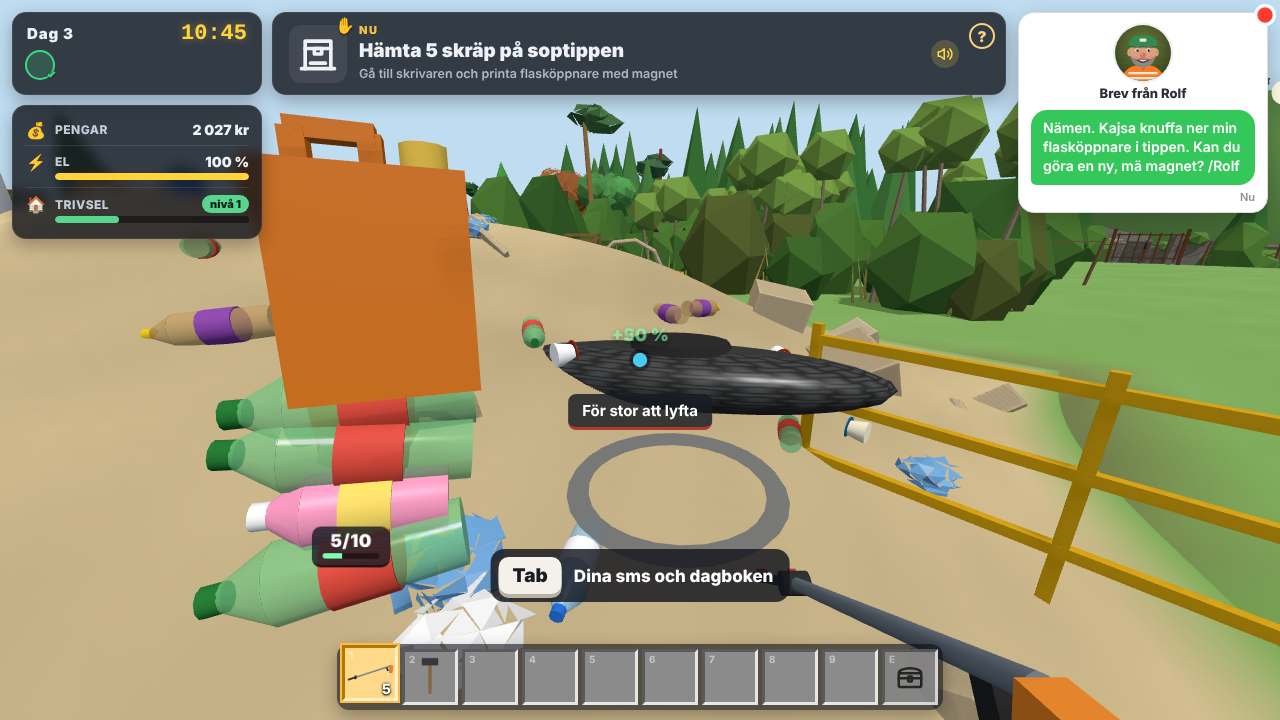 Dag 3
10:45
NU
Hämta 5 skräp på soptippen
Gå till skrivaren och printa flasköppnare med magnet
?
Brev från Rolf
Nämen. Kajsa knuffa ner min
flasköppnare i tippen. Kan du
göra en ny, mä magnet? /Rolf
Nu
PENGAR 2 027 kr
EL 100 %
TRIVSEL nivå 1
För stor att lyfta
5/10
Tab Dina sms och dagboken
1 2 3 4 5 6 7 8 9 E
5